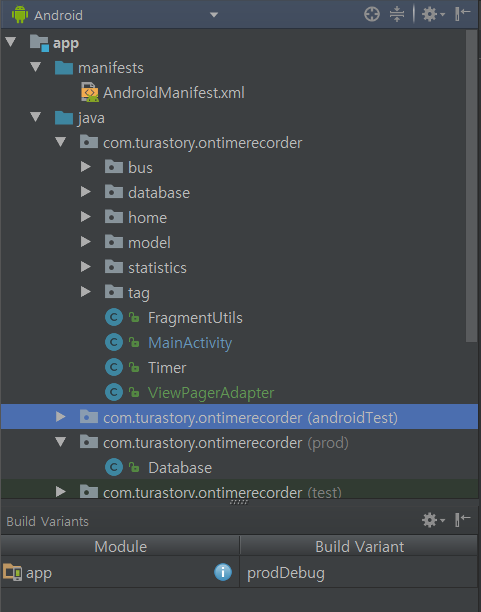 Android
app
manifests
AndroidManifest.xml
java
com.turastory.ontimerecorder
bus
database
home
model
statistics
tag
FragmentUtils
MainActivity
Timer
ViewPagerAdapter
com.turastory.ontimerecorder (androidTest)
com.turastory.ontimerecorder (prod)
Database
com.turastory.ontimerecorder (test)
Build Variants
Module Build Variant
app prodDebug